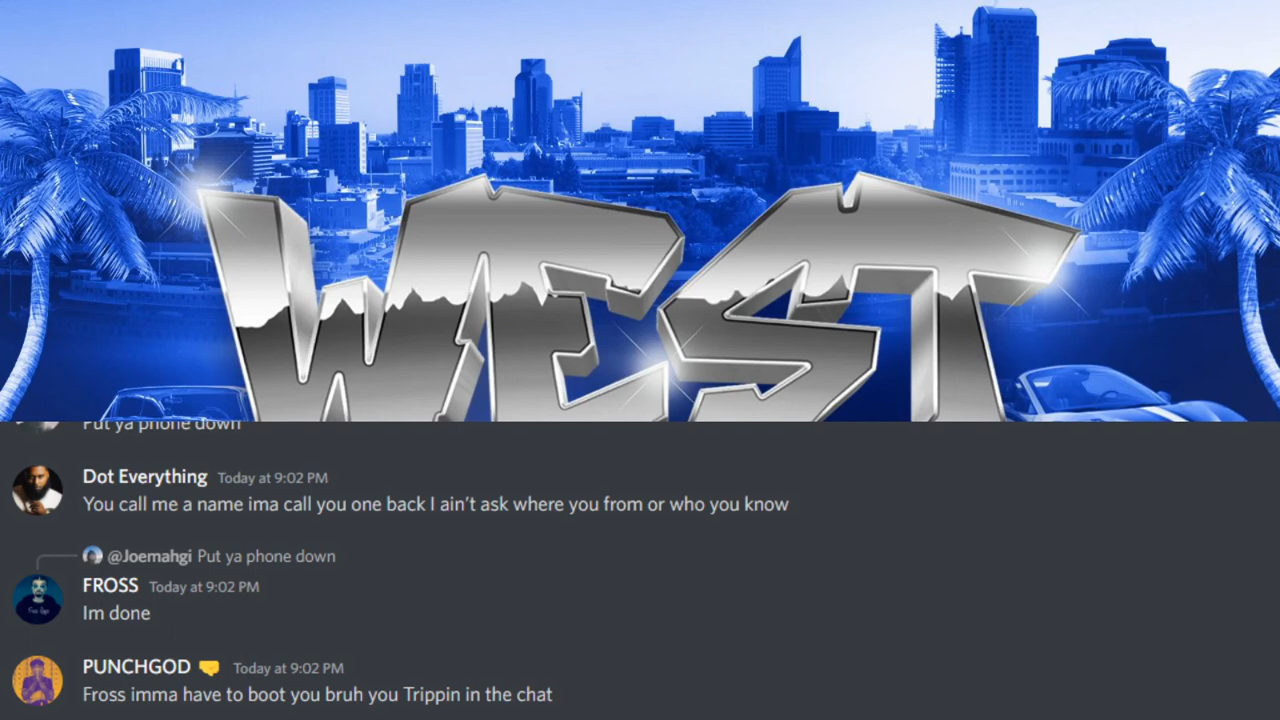 WEST
Put ya phone down
Dot Everything Today at 9:02 PM
You call me a name ima call you one back I ain't ask where you from or who you know
@Joemahgi Put ya phone down
FROSS Today at 9:02 PM
Im done
PUNCHGOD Today at 9:02 PM
Fross imma have to boot you bruh you Trippin in the chat